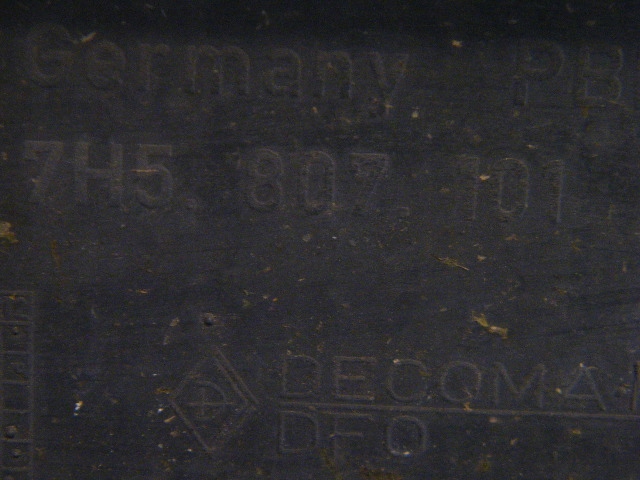 Germany PB
7H5. 807. 101
DECOMA
DFO